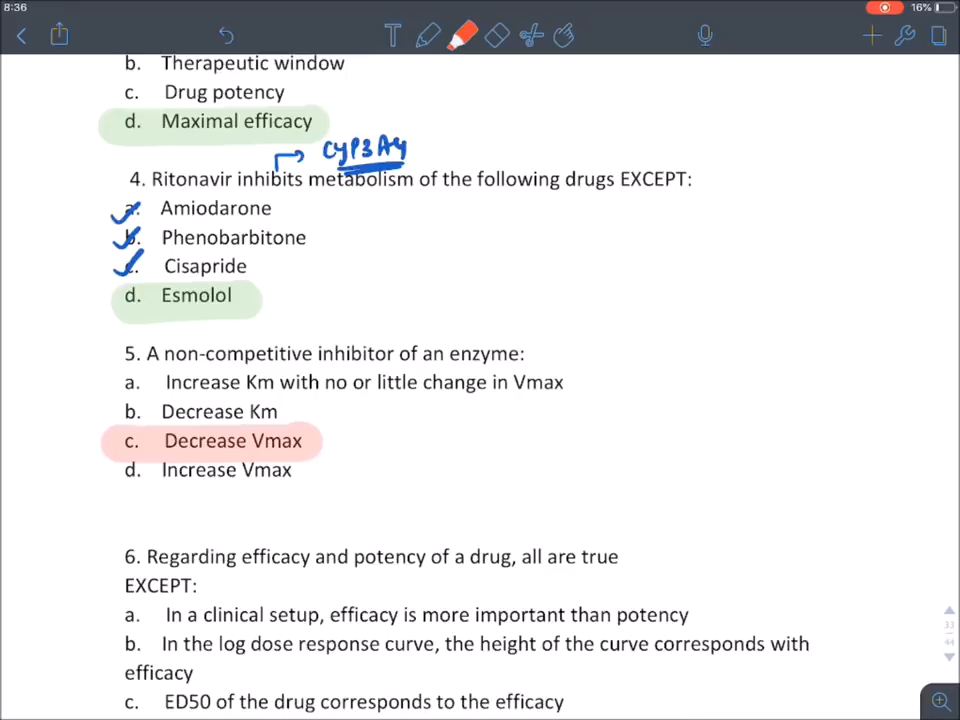 8:36
16%
T
b. Therapeutic window
c. Drug potency
d. Maximal efficacy
CYP3A4
4. Ritonavir inhibits metabolism of the following drugs EXCEPT:
a. Amiodarone
b. Phenobarbitone
c. Cisapride
d. Esmolol
5. A non-competitive inhibitor of an enzyme:
a. Increase Km with no or little change in Vmax
b. Decrease Km
c. Decrease Vmax
d. Increase Vmax
6. Regarding efficacy and potency of a drug, all are true
EXCEPT:
a. In a clinical setup, efficacy is more important than potency
b. In the log dose response curve, the height of the curve corresponds with
efficacy
c. ED50 of the drug corresponds to the efficacy
33
44